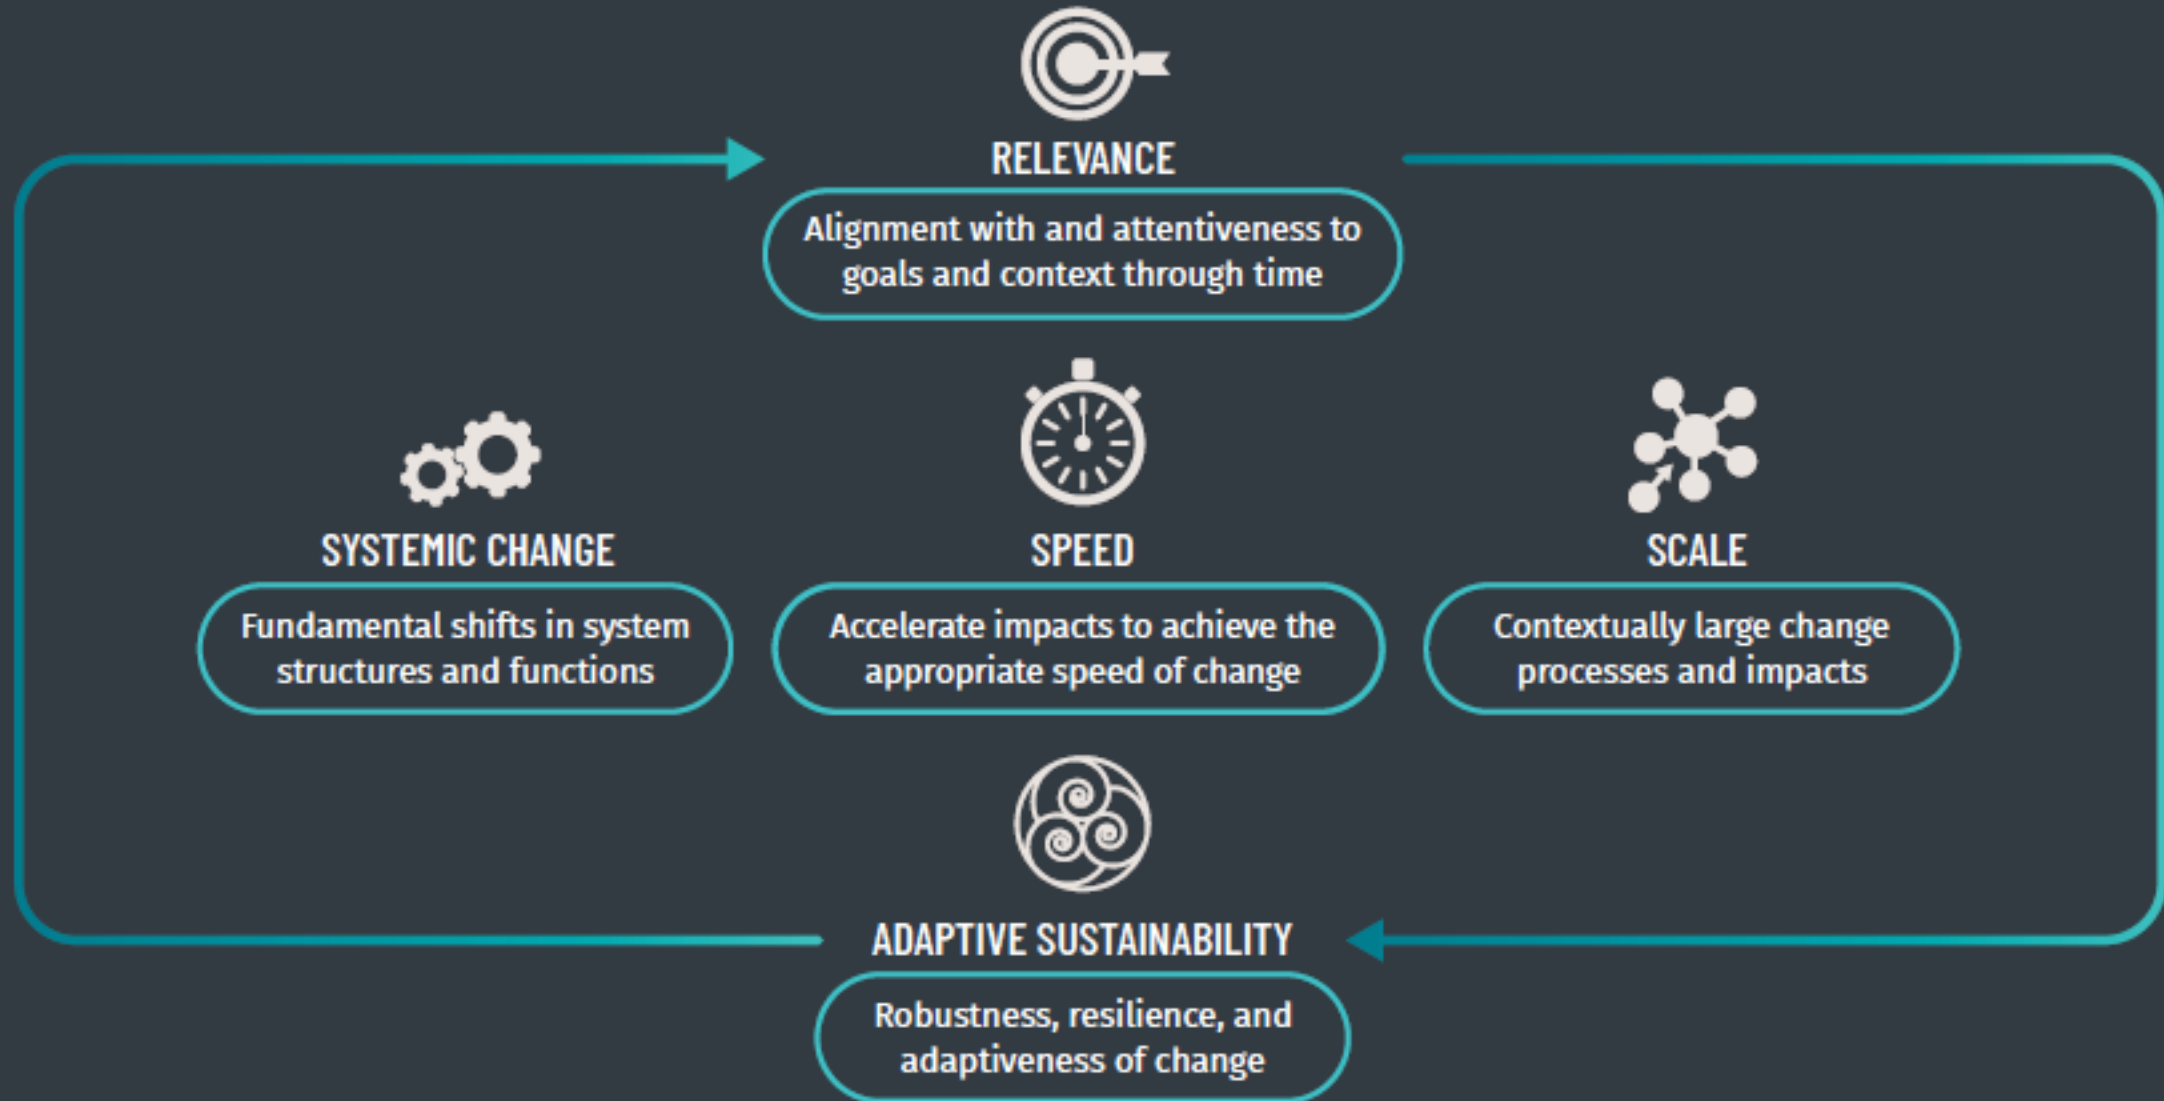 RELEVANCE
Alignment with and attentiveness to
goals and context through time
SYSTEMIC CHANGE
Fundamental shifts in system
structures and functions
SPEED
Accelerate impacts to achieve the
appropriate speed of change
SCALE
Contextually large change
processes and impacts
ADAPTIVE SUSTAINABILITY
Robustness, resilience, and
adaptiveness of change